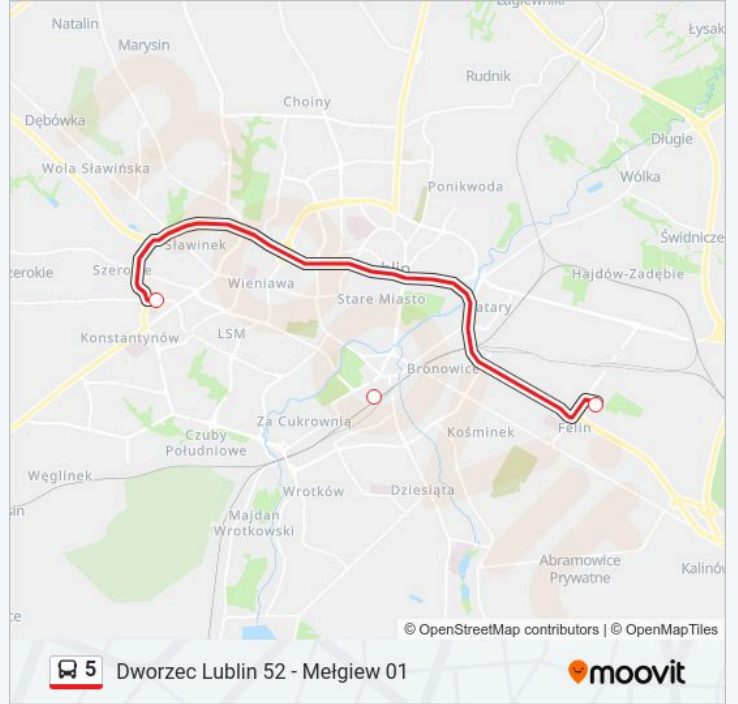 Natalin
Marysin
Łysak
Rudnik
Choiny
Dębówka
Długie
Wola Sławińska
Wólka
Ponikwoda
Świdnicze
Sławinek
Hajdów-Zadębie
Wieniawa
Stare Miasto
Konstantynów
LSM
Bronowice
Za Cukrownią
Felin
Kośminek
Czuby
Południowe
Węglinek
Wrotków
Dziesiąta
Majdan
Wrotkowski
Abramowice
Prywatne
© OpenStreetMap contributors | © OpenMapTiles
5 Dworzec Lublin 52 - Mełgiew 01
moovit